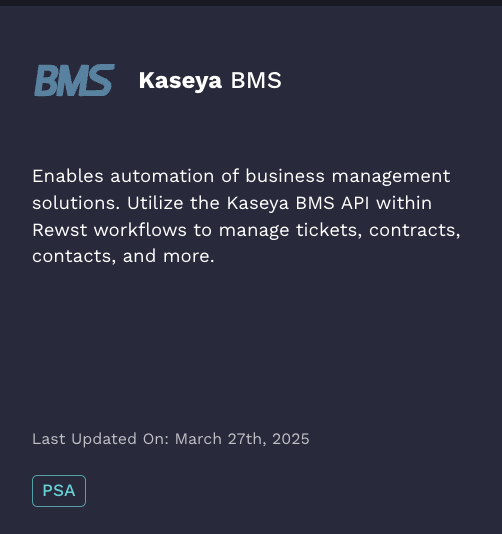 BMS Kaseya BMS
Enables automation of business management
solutions. Utilize the Kaseya BMS API within
Rewst workflows to manage tickets, contracts,
contacts, and more.
Last Updated On: March 27th, 2025
PSA